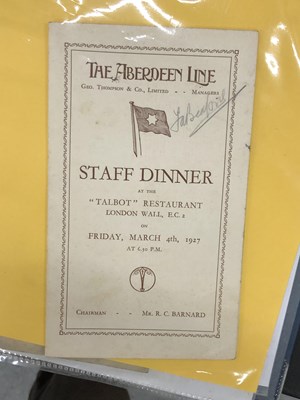 THE ABERDEEN LINE
GEO. THOMPSON & CO., LIMITED - - MANAGERS
STAFF DINNER
AT THE
"TALBOT" RESTAURANT
LONDON WALL, E.C. 2
ON
FRIDAY, MARCH 4th, 1927
AT 6.30 P.M.
CHAIRMAN - - MR. R. C. BARNARD